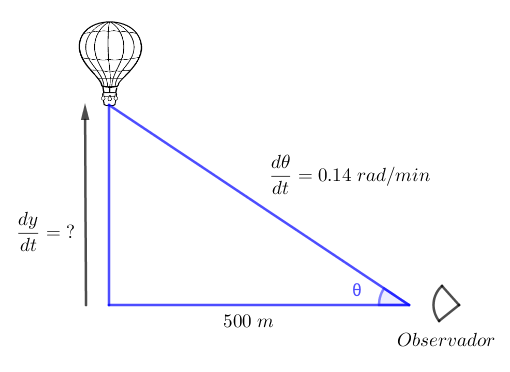 dθ/dt = 0.14 rad/min
dy/dt = ?
θ
500 m
Observador